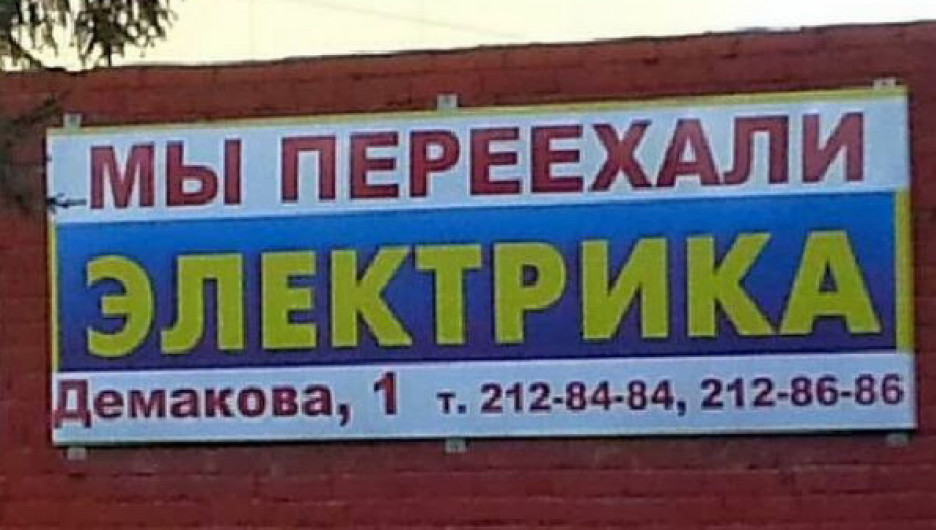 МЫ ПЕРЕЕХАЛИ
ЭЛЕКТРИКА
Демакова, 1 т. 212-84-84, 212-86-86